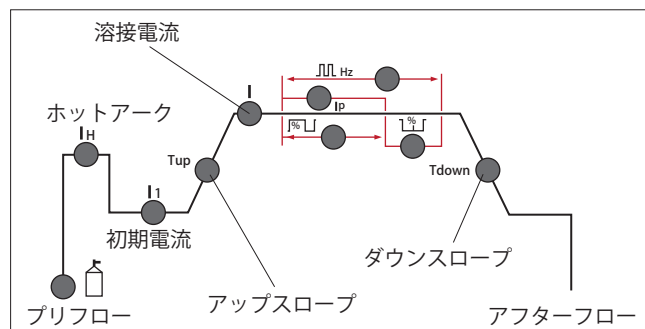 溶接電流
Hz
I
IP
ホットアーク
IH
%
%
Tup
Tdown
I1
初期電流
ダウンスロープ
アップスロープ
プリフロー
アフターフロー